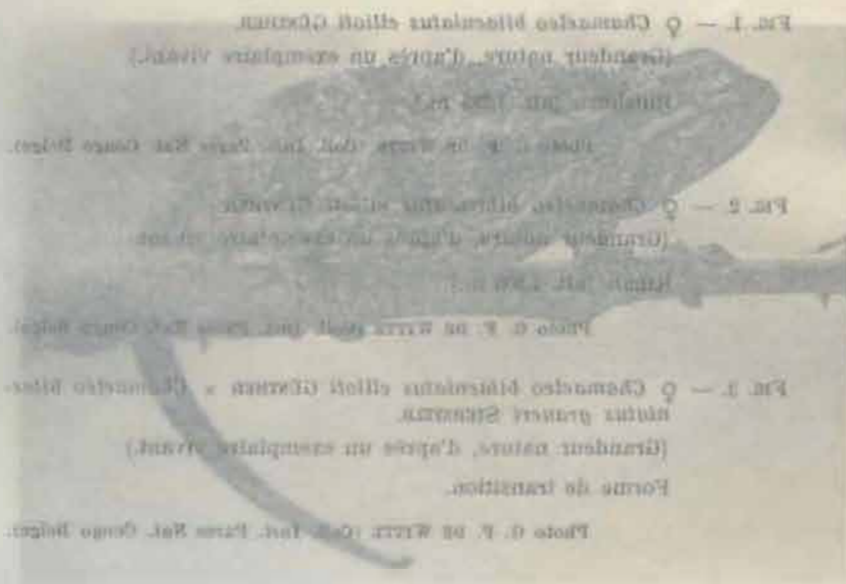 FIG. 1. — ♀ Chamaeleo bitaeniatus ellioti GÜNTHER.
(Grandeur nature, d'après un exemplaire vivant.)
Photo G. F. DE WITTE (Coll. Inst. Parcs Nat. Congo Belge).
FIG. 2. — ♀ Chamaeleo bitaeniatus ellioti GÜNTHER.
(Grandeur nature, d'après un exemplaire vivant.)
Photo G. F. DE WITTE (Coll. Inst. Parcs Nat. Congo Belge).
FIG. 3. — ♀ Chamaeleo bitaeniatus ellioti GÜNTHER × Chamaeleo bitae-
niatus graueri STERNFELD.
(Grandeur nature, d'après un exemplaire vivant.)
Forme de transition.
Photo G. F. DE WITTE (Coll. Inst. Parcs Nat. Congo Belge).